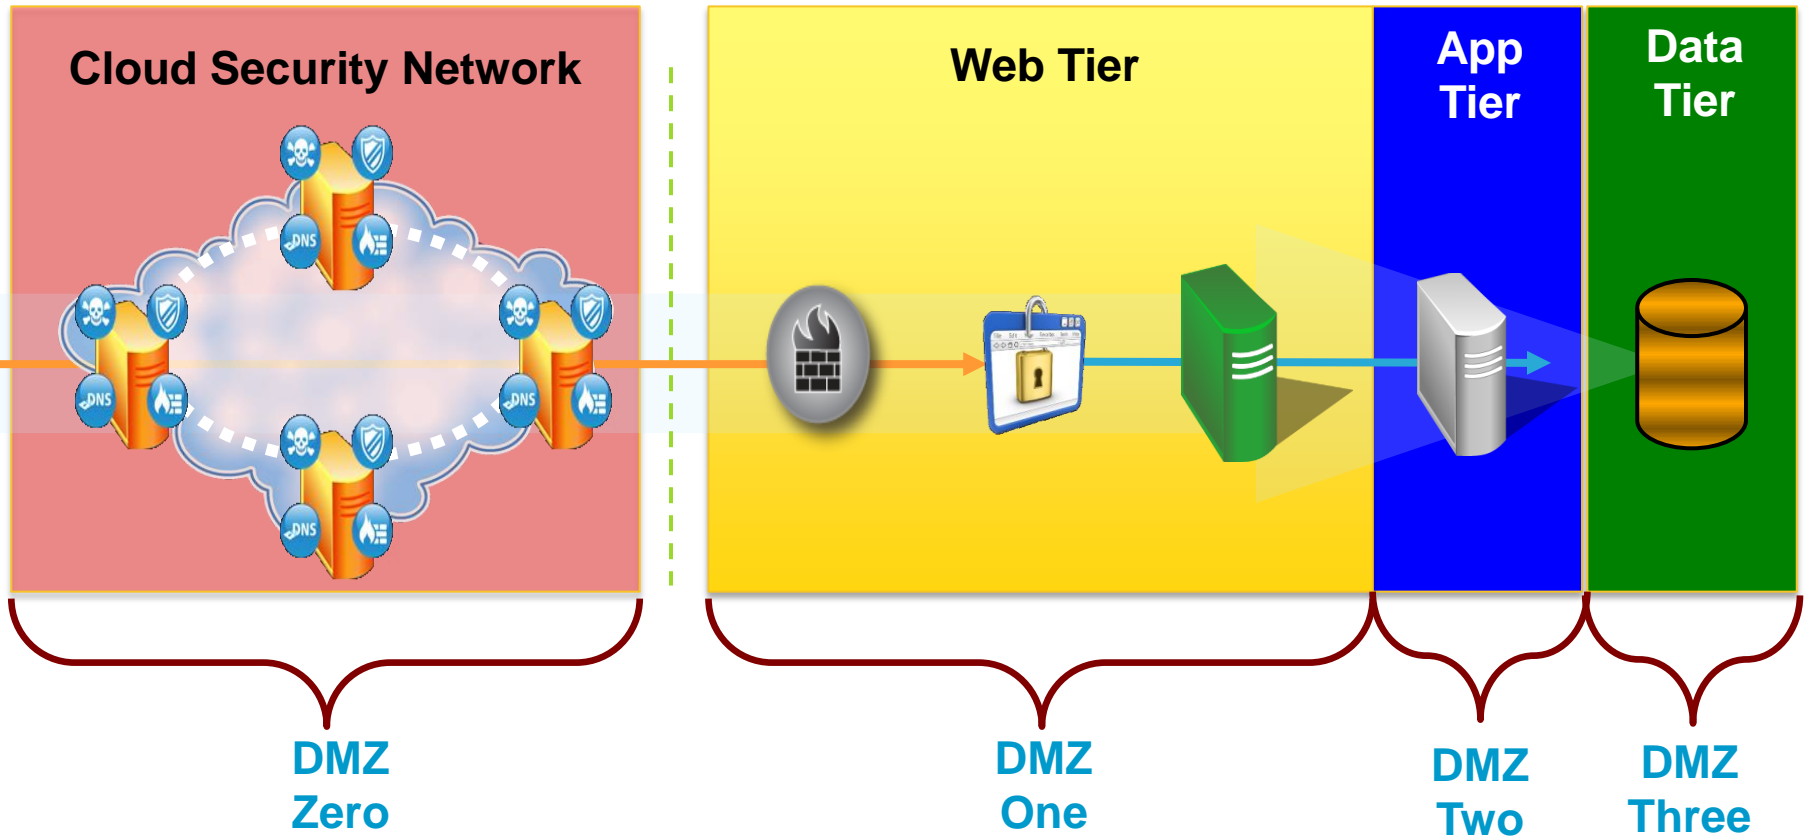 Cloud Security Network
Web Tier
App
Tier
Data
Tier
DNS
DNS
DNS
DNS
DMZ
Zero
DMZ
One
DMZ
Two
DMZ
Three